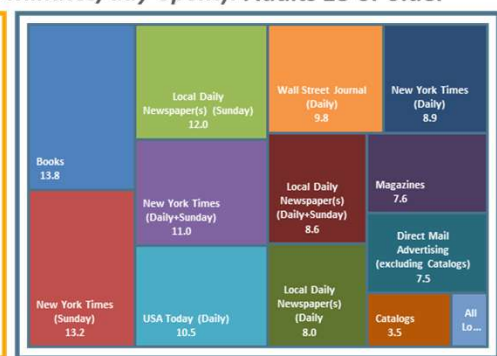 Adults 18 or older
Books
13.8
New York Times
(Sunday)
13.2
Local Daily
Newspaper(s) (Sunday)
12.0
New York Times
(Daily+Sunday)
11.0
USA Today (Daily)
10.5
Wall Street Journal
(Daily)
9.8
New York Times
(Daily)
8.9
Local Daily
Newspaper(s)
(Daily+Sunday)
8.6
Magazines
7.6
Direct Mail
Advertising
(excluding Catalogs)
7.5
Local Daily
Newspaper(s)
(Daily
8.0
Catalogs
3.5
All
Lo...